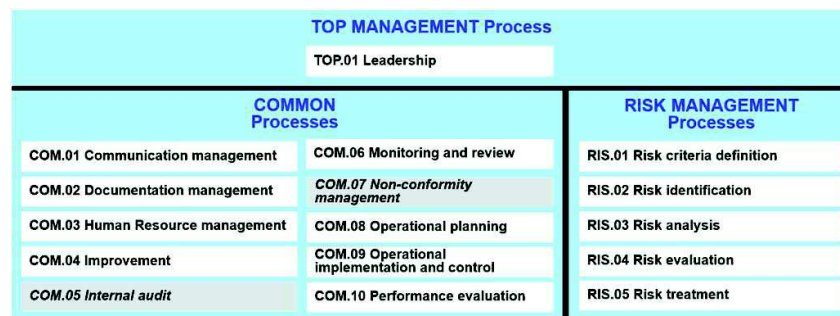 TOP MANAGEMENT Process
TOP.01 Leadership
COMMON
Processes
COM.01 Communication management
COM.02 Documentation management
COM.03 Human Resource management
COM.04 Improvement
COM.05 Internal audit
COM.06 Monitoring and review
COM.07 Non-conformity
management
COM.08 Operational planning
COM.09 Operational
implementation and control
COM.10 Performance evaluation
RISK MANAGEMENT
Processes
RIS.01 Risk criteria definition
RIS.02 Risk identification
RIS.03 Risk analysis
RIS.04 Risk evaluation
RIS.05 Risk treatment